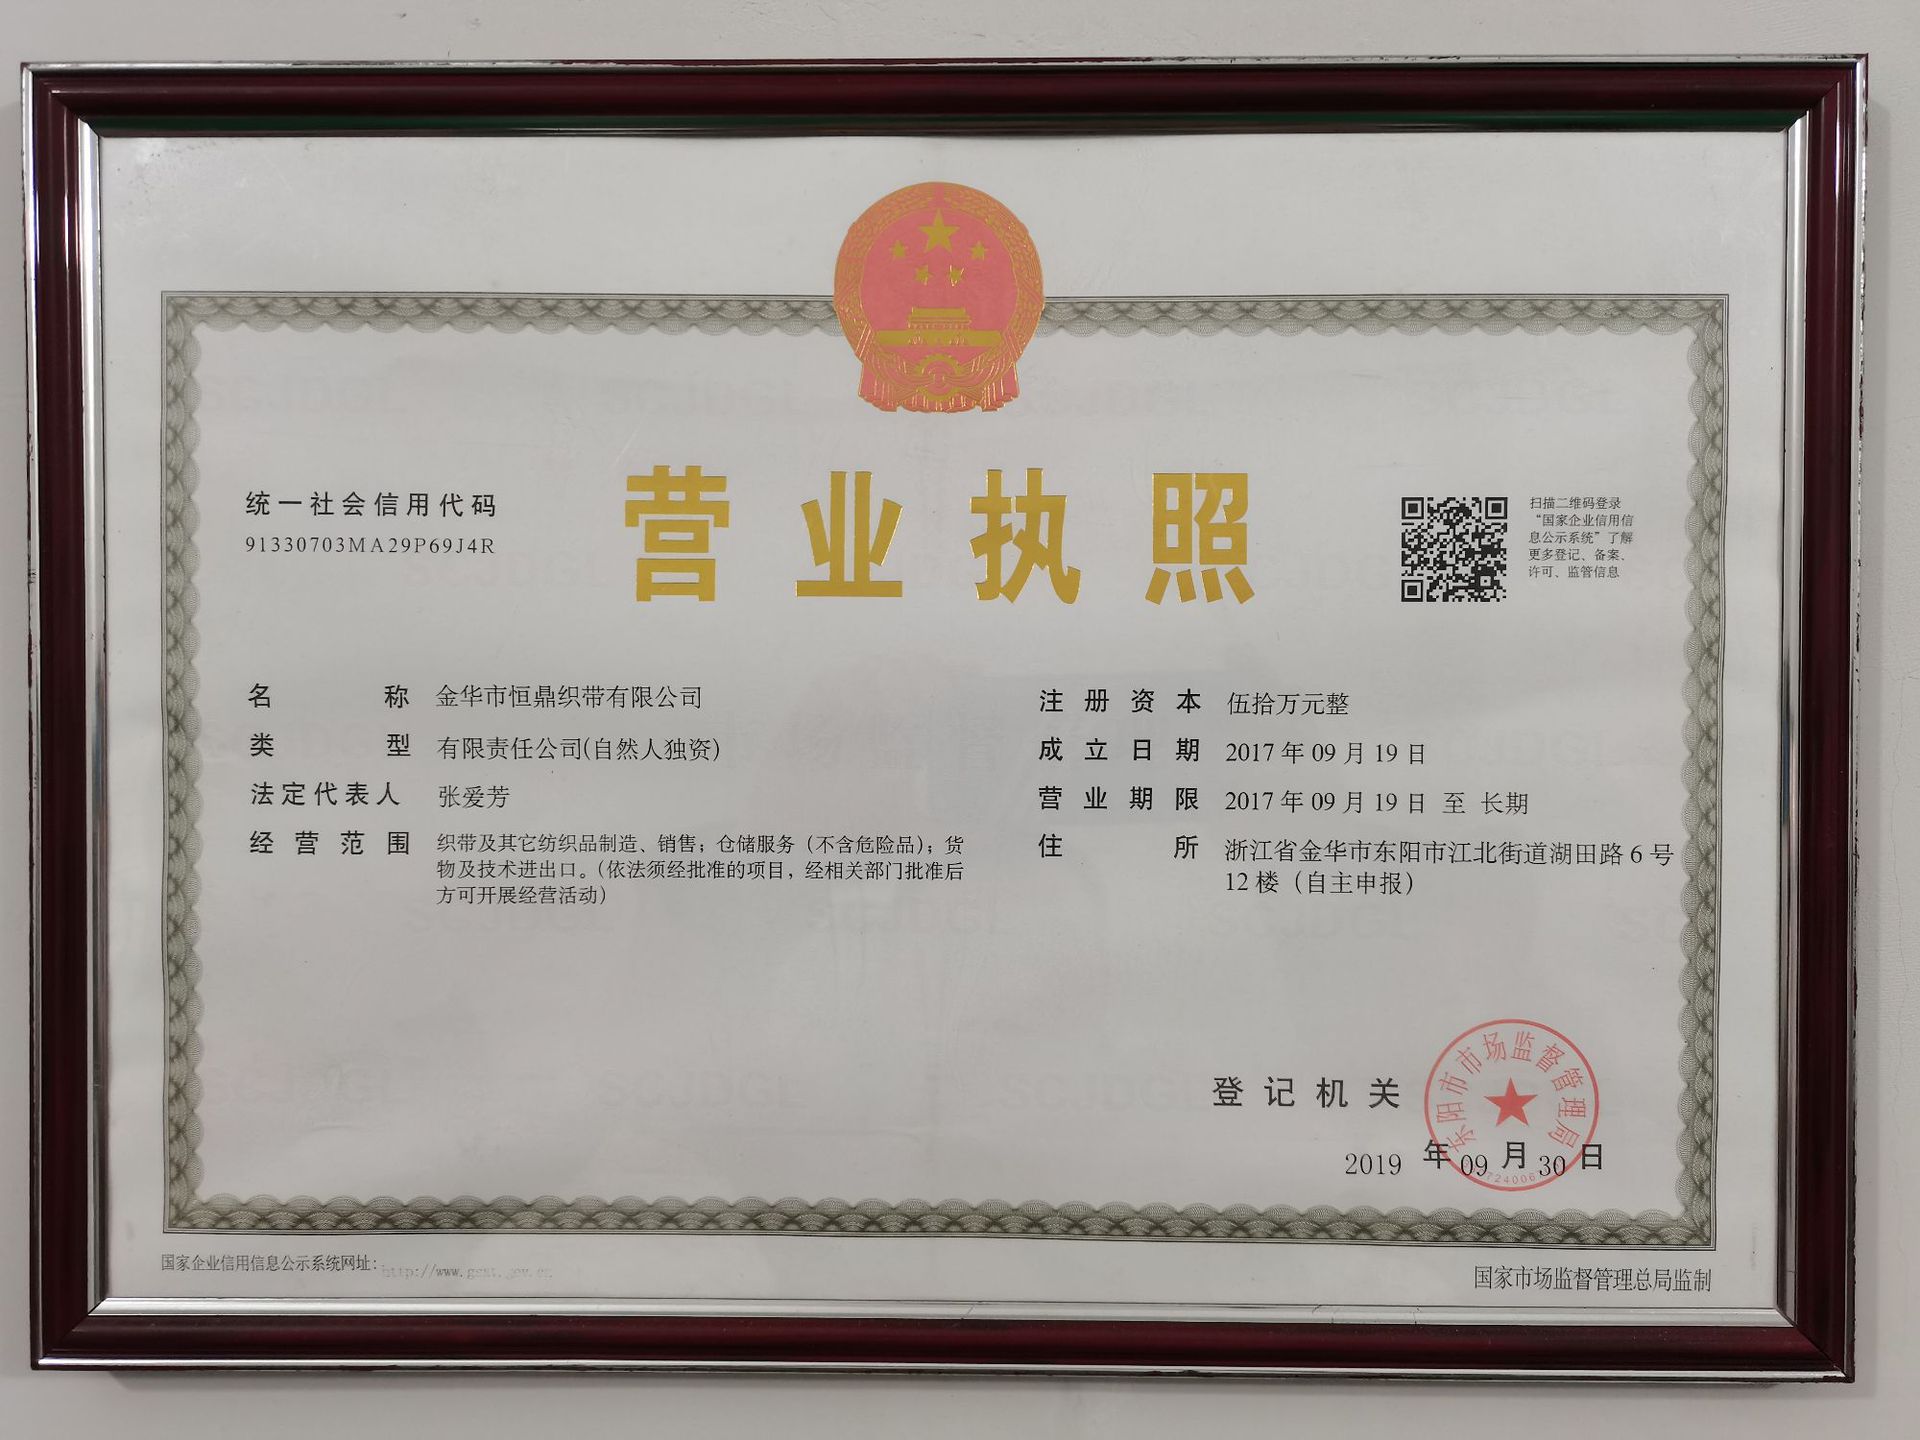 营业执照
统一社会信用代码
91330703MA29P69J4R
扫描二维码登录
“国家企业信用信
息公示系统”了解
更多登记、备案、
许可、监管信息
名称 金华市恒鼎织带有限公司
类型 有限责任公司(自然人独资)
法定代表人 张爱芳
经营范围 织带及其它纺织品制造、销售；仓储服务（不含危险品）；货
物及技术进出口。（依法须经批准的项目，经相关部门批准后
方可开展经营活动）
注册资本 伍拾万元整
成立日期 2017年09月19日
营业期限 2017年09月19日 至 长期
住所 浙江省金华市东阳市江北街道湖田路6号
12楼（自主申报）
登记机关
东阳市市场监督管理局
2019年09月30日
国家企业信用信息公示系统网址：
国家市场监督管理总局监制